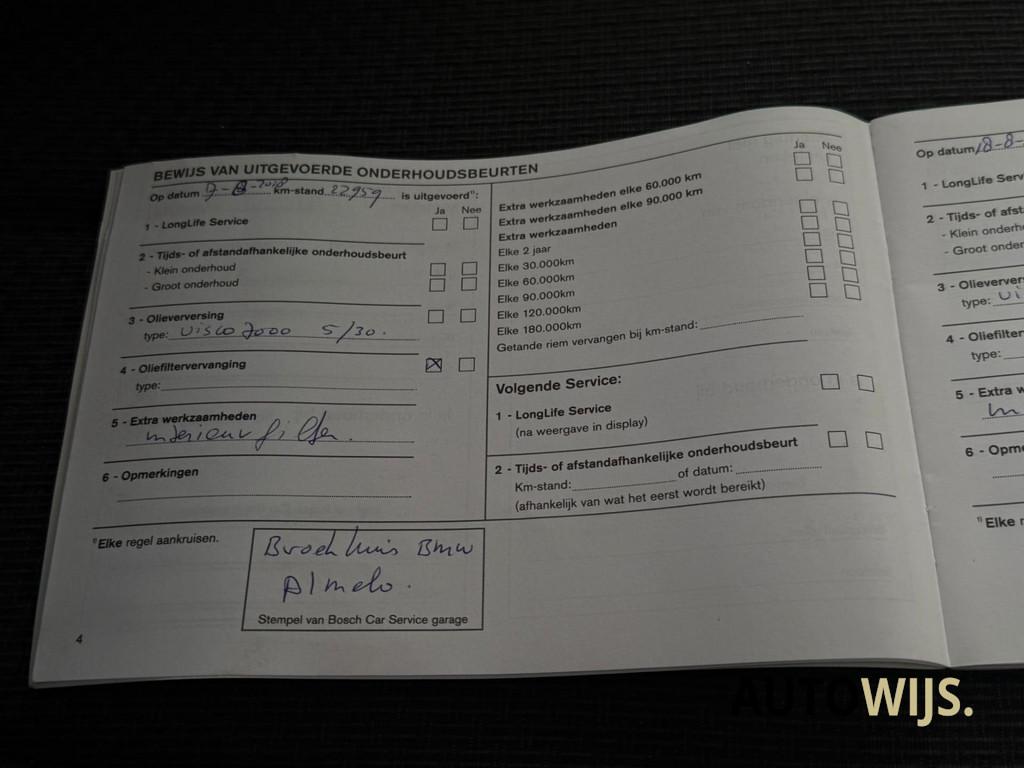 BEWIJS VAN UITGEVOERDE ONDERHOUDSBEURTEN
Op datum 7- -2018 km-stand 22959 is uitgevoerd¹⁾:
Ja Nee
1 - LongLife Service
2 - Tijds- of afstandafhankelijke onderhoudsbeurt
- Klein onderhoud
- Groot onderhoud
3 - Olieverversing
type: Visco 7000 5/30.
4 - Oliefiltervervanging
type:
5 - Extra werkzaamheden
interieurfilter.
6 - Opmerkingen
¹⁾Elke regel aankruisen.
Broekhuis BMW
Almelo.
Stempel van Bosch Car Service garage
4
Ja Nee
Extra werkzaamheden elke 60.000 km
Extra werkzaamheden elke 90.000 km
Extra werkzaamheden
Elke 2 jaar
Elke 30.000km
Elke 60.000km
Elke 90.000km
Elke 120.000km
Elke 180.000km
Getande riem vervangen bij km-stand:
Volgende Service:
1 - LongLife Service
(na weergave in display)
2 - Tijds- of afstandafhankelijke onderhoudsbeurt
Km-stand: of datum:
(afhankelijk van wat het eerst wordt bereikt)
Op datum 18-8-
1 - LongLife Serv
2 - Tijds- of afst
- Klein onderh
- Groot onder
3 - Olieverver
type: Vi
4 - Oliefilter
type:
5 - Extra w
6 - Opme
¹⁾Elke r
AUTOWIJS.